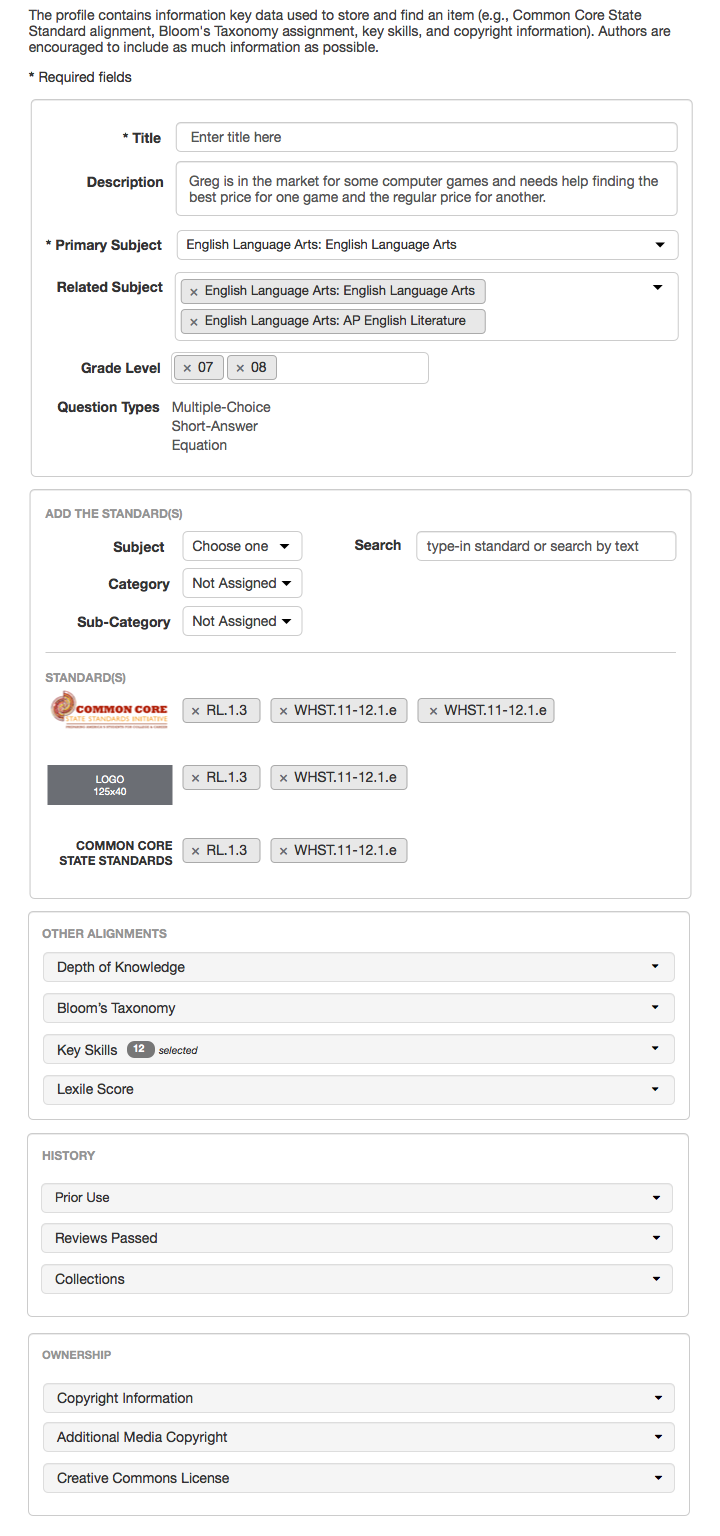 The profile contains information key data used to store and find an item (e.g., Common Core State
Standard alignment, Bloom's Taxonomy assignment, key skills, and copyright information). Authors are
encouraged to include as much information as possible.
* Required fields
* Title Enter title here
Description Greg is in the market for some computer games and needs help finding the
best price for one game and the regular price for another.
* Primary Subject English Language Arts: English Language Arts
Related Subject × English Language Arts: English Language Arts
× English Language Arts: AP English Literature
Grade Level × 07 × 08
Question Types Multiple-Choice
Short-Answer
Equation
ADD THE STANDARD(S)
Subject Choose one Search type-in standard or search by text
Category Not Assigned
Sub-Category Not Assigned
STANDARD(S)
COMMON CORE × RL.1.3 × WHST.11-12.1.e × WHST.11-12.1.e
STATE STANDARDS INITIATIVE
LOGO
125x40
× RL.1.3 × WHST.11-12.1.e
COMMON CORE
STATE STANDARDS
× RL.1.3 × WHST.11-12.1.e
OTHER ALIGNMENTS
Depth of Knowledge
Bloom’s Taxonomy
Key Skills 12 selected
Lexile Score
HISTORY
Prior Use
Reviews Passed
Collections
OWNERSHIP
Copyright Information
Additional Media Copyright
Creative Commons License